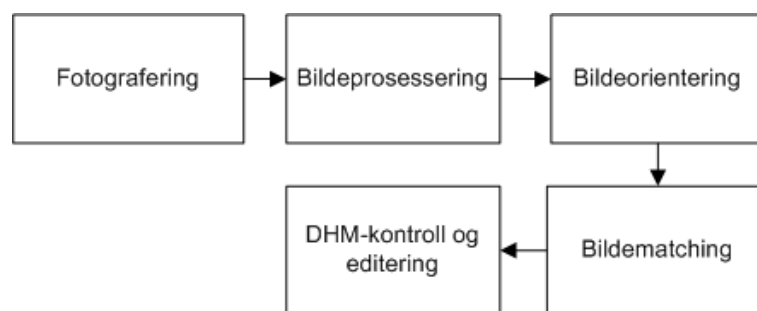 Fotografering
Bildeprosessering
Bildeorientering
Bildematching
DHM-kontroll og
editering